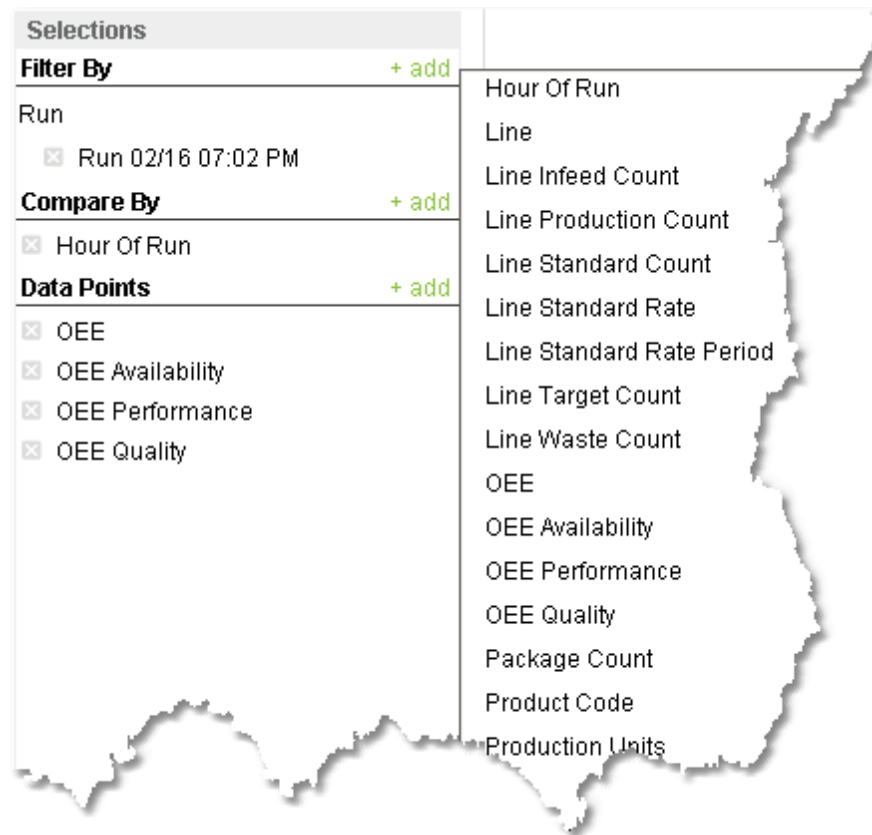 Selections
Filter By + add
Run
Run 02/16 07:02 PM
Compare By + add
Hour Of Run
Data Points + add
OEE
OEE Availability
OEE Performance
OEE Quality
Hour Of Run
Line
Line Infeed Count
Line Production Count
Line Standard Count
Line Standard Rate
Line Standard Rate Period
Line Target Count
Line Waste Count
OEE
OEE Availability
OEE Performance
OEE Quality
Package Count
Product Code
Production Units